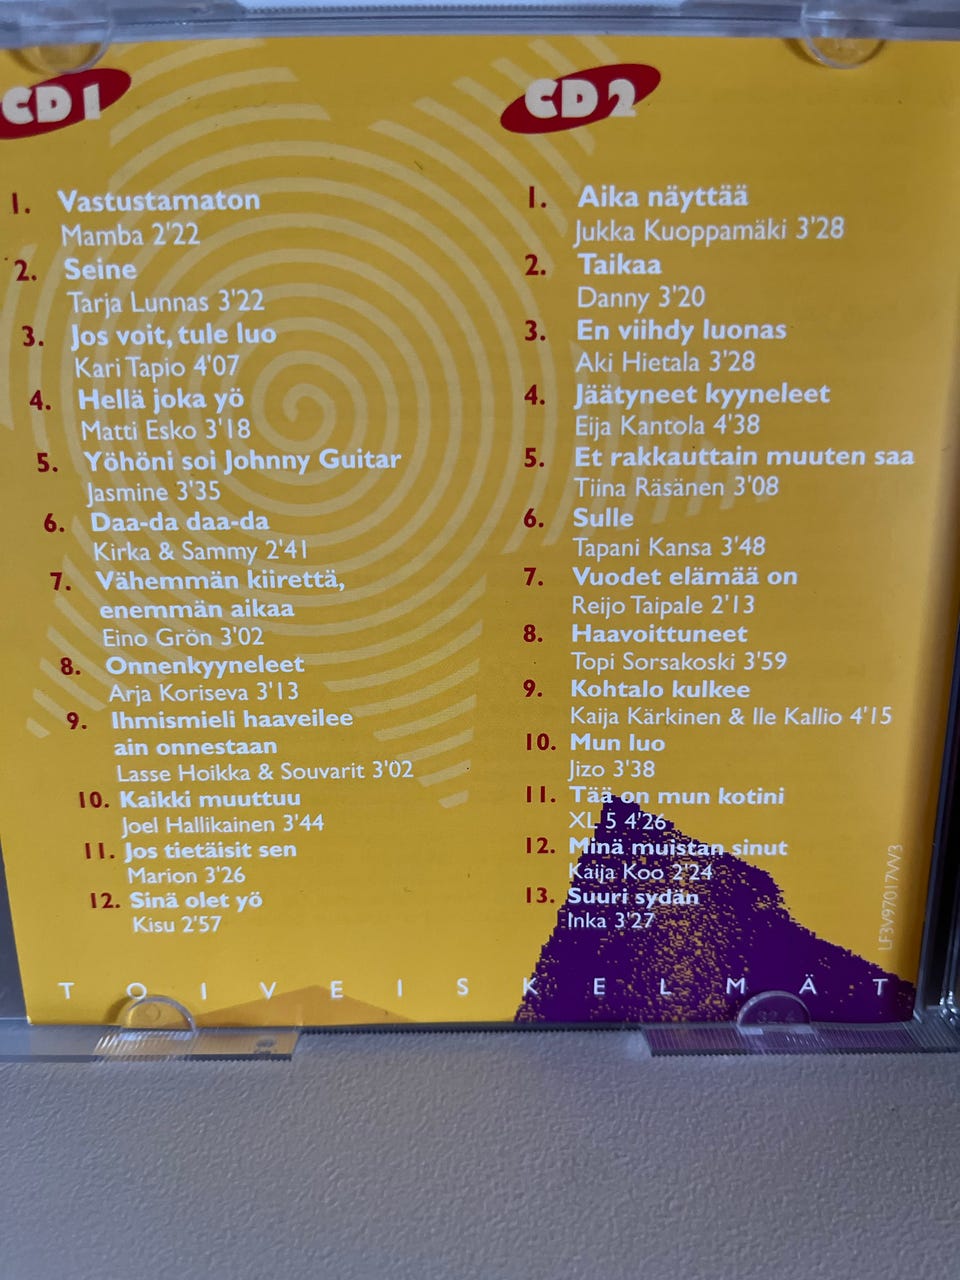 CD 1
1. Vastustamaton
Mamba 2'22
2. Seine
Tarja Lunnas 3'22
3. Jos voit, tule luo
Kari Tapio 4'07
4. Hellä joka yö
Matti Esko 3'18
5. Yöhöni soi Johnny Guitar
Jasmine 3'35
6. Daa-da daa-da
Kirka & Sammy 2'41
7. Vähemmän kiirettä,
enemmän aikaa
Eino Grön 3'02
8. Onnenkyyneleet
Arja Koriseva 3'13
9. Ihmismieli haaveilee
ain onnestaan
Lasse Hoikka & Souvarit 3'02
10. Kaikki muuttuu
Joel Hallikainen 3'44
11. Jos tietäisit sen
Marion 3'26
12. Sinä olet yö
Kisu 2'57
CD 2
1. Aika näyttää
Jukka Kuoppamäki 3'28
2. Taikaa
Danny 3'20
3. En viihdy luonas
Aki Hietala 3'28
4. Jäätyneet kyyneleet
Eija Kantola 4'38
5. Et rakkauttain muuten saa
Tiina Räsänen 3'08
6. Sulle
Tapani Kansa 3'48
7. Vuodet elämää on
Reijo Taipale 2'13
8. Haavoittuneet
Topi Sorsakoski 3'59
9. Kohtalo kulkee
Kaija Kärkinen & Ile Kallio 4'15
10. Mun luo
Jizo 3'38
11. Tää on mun kotini
XL 5 4'26
12. Minä muistan sinut
Kaija Koo 2'24
13. Suuri sydän
Inka 3'27
LF3V97017VV3
TOIVEISKELMÄT